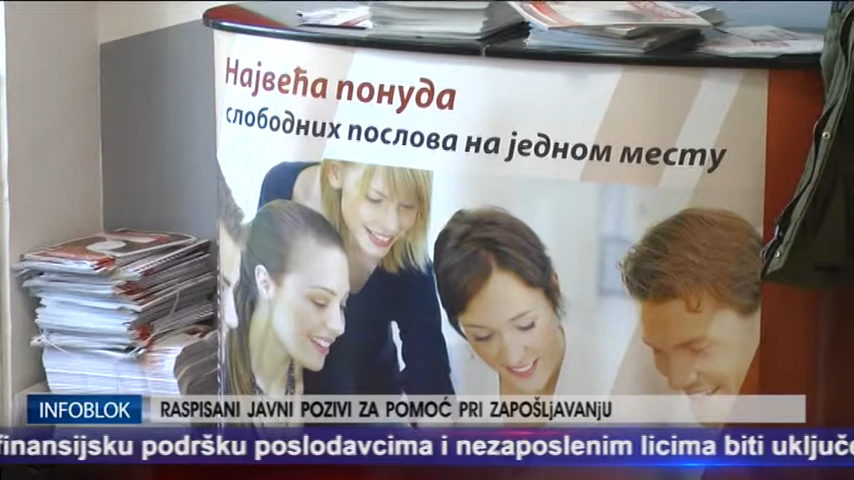 Највећа понуда
слободних послова на једном месту
INFOBLOK
RASPISANI JAVNI POZIVI ZA POMOĆ PRI ZAPOŠLjAVANjU
finansijsku podršku poslodavcima i nezaposlenim licima biti